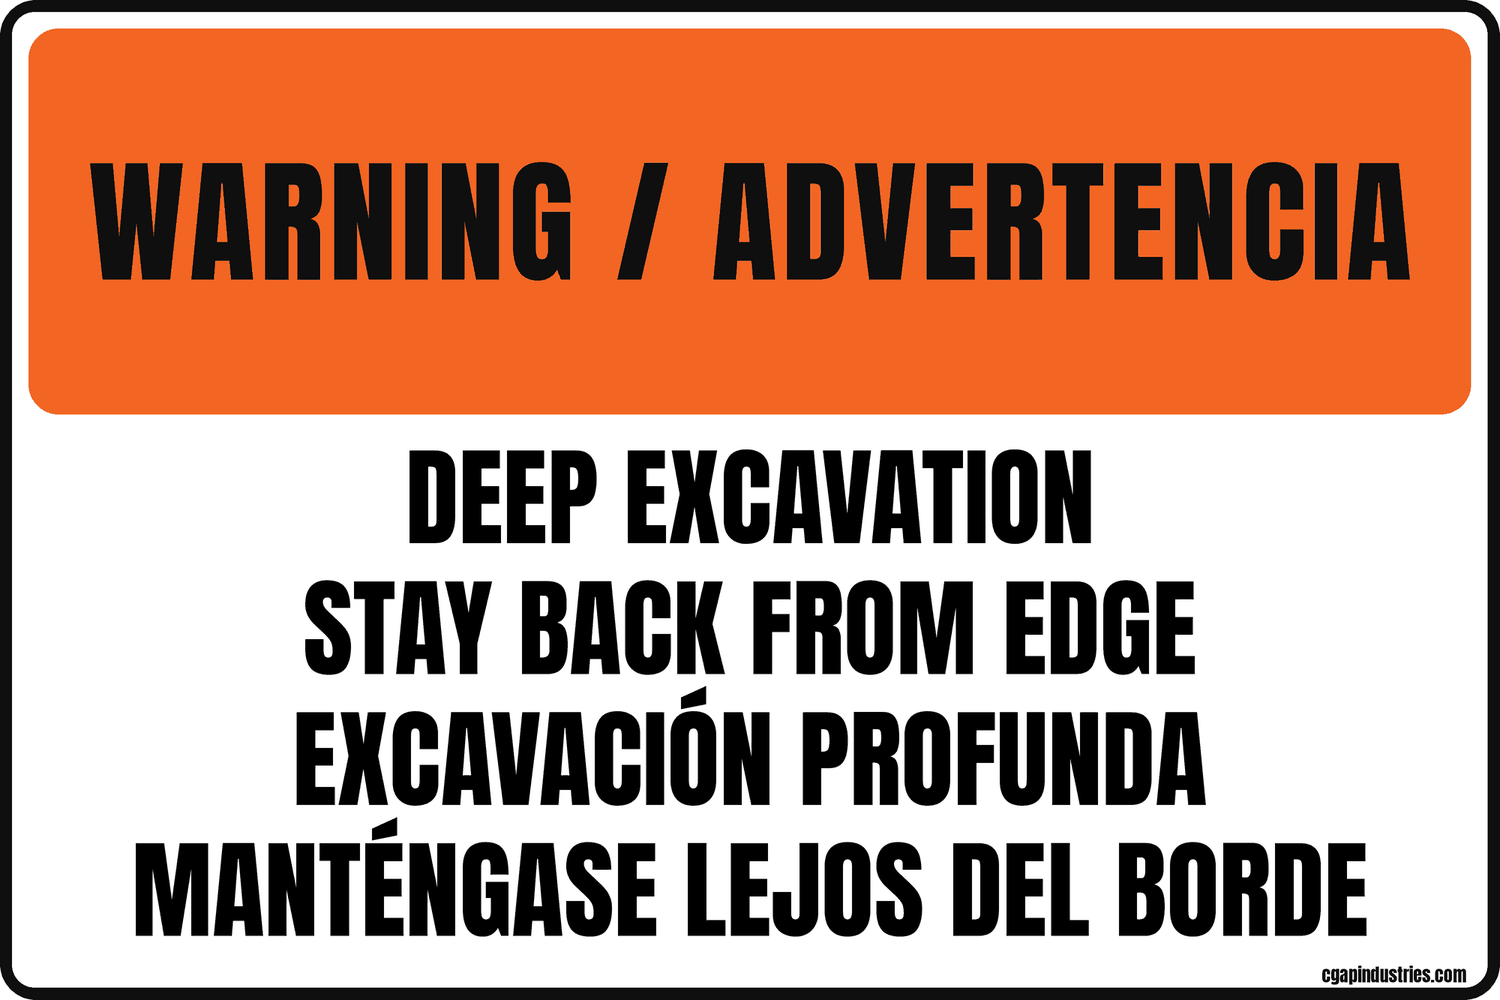 WARNING / ADVERTENCIA
DEEP EXCAVATION
STAY BACK FROM EDGE
EXCAVACIÓN PROFUNDA
MANTÉNGASE LEJOS DEL BORDE
cgapindustries.com